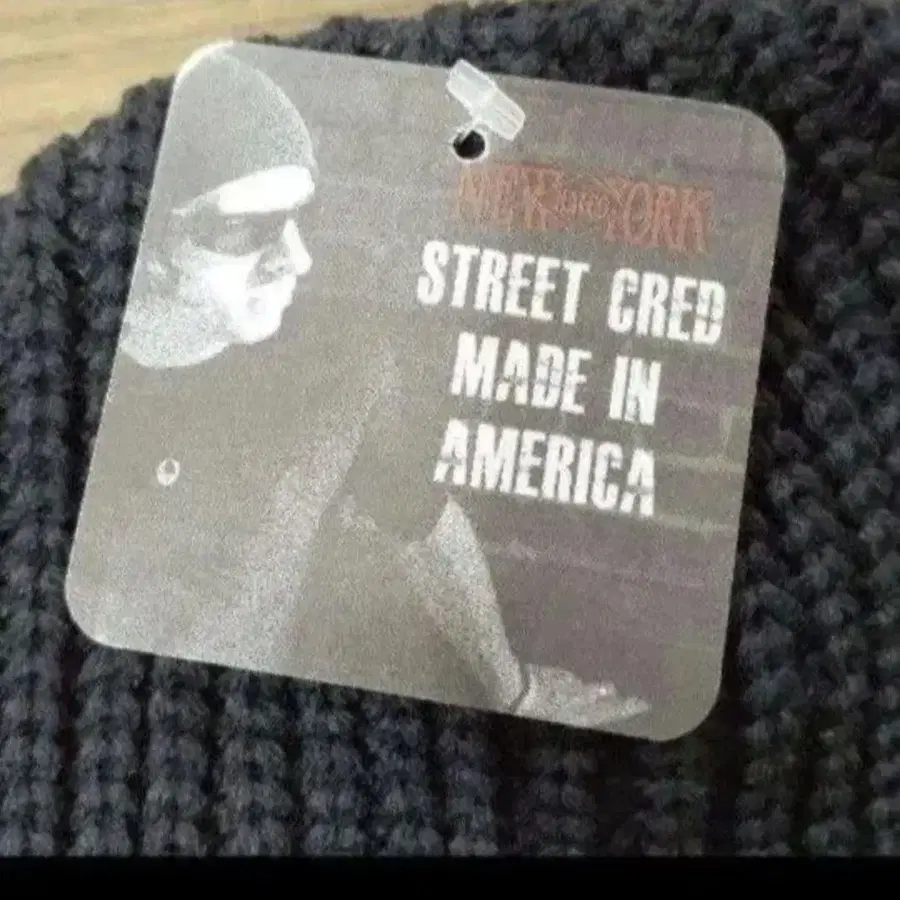 NEW YORK
STREET CRED
MADE IN
AMERICA